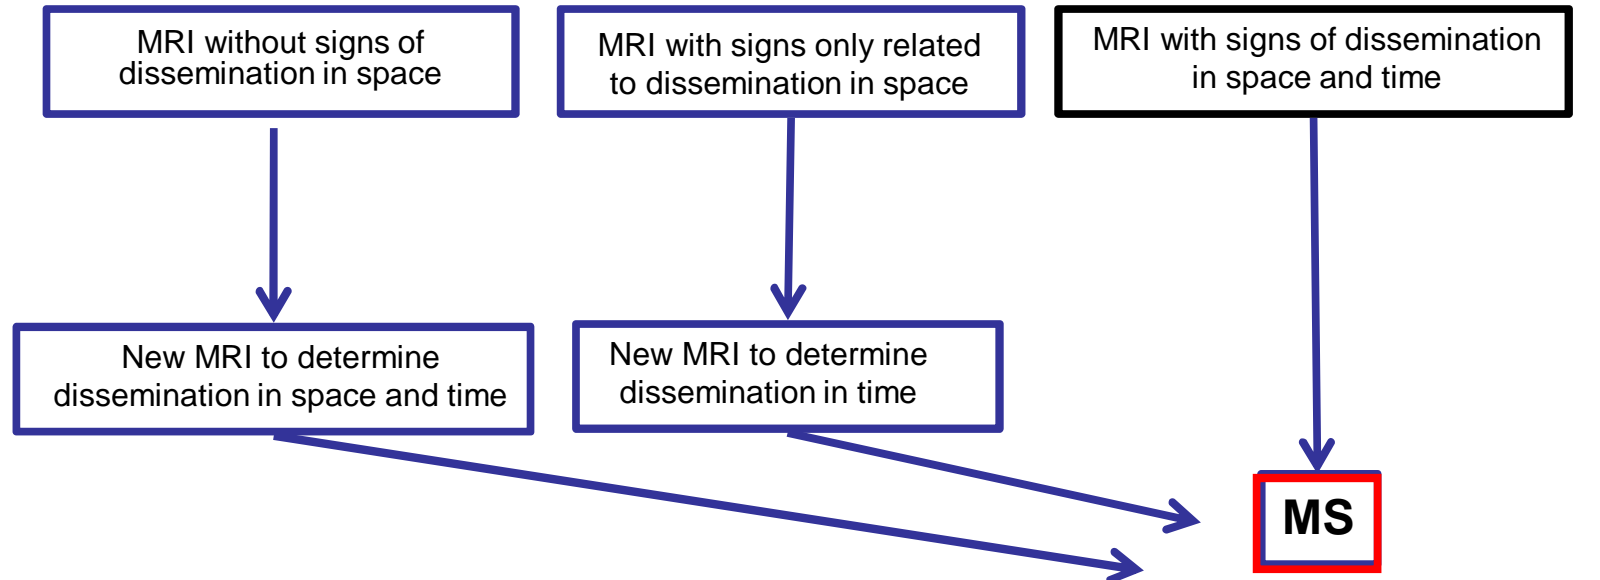 MRI without signs of
dissemination in space
MRI with signs only related
to dissemination in space
MRI with signs of dissemination
in space and time
New MRI to determine
dissemination in space and time
New MRI to determine
dissemination in time
MS